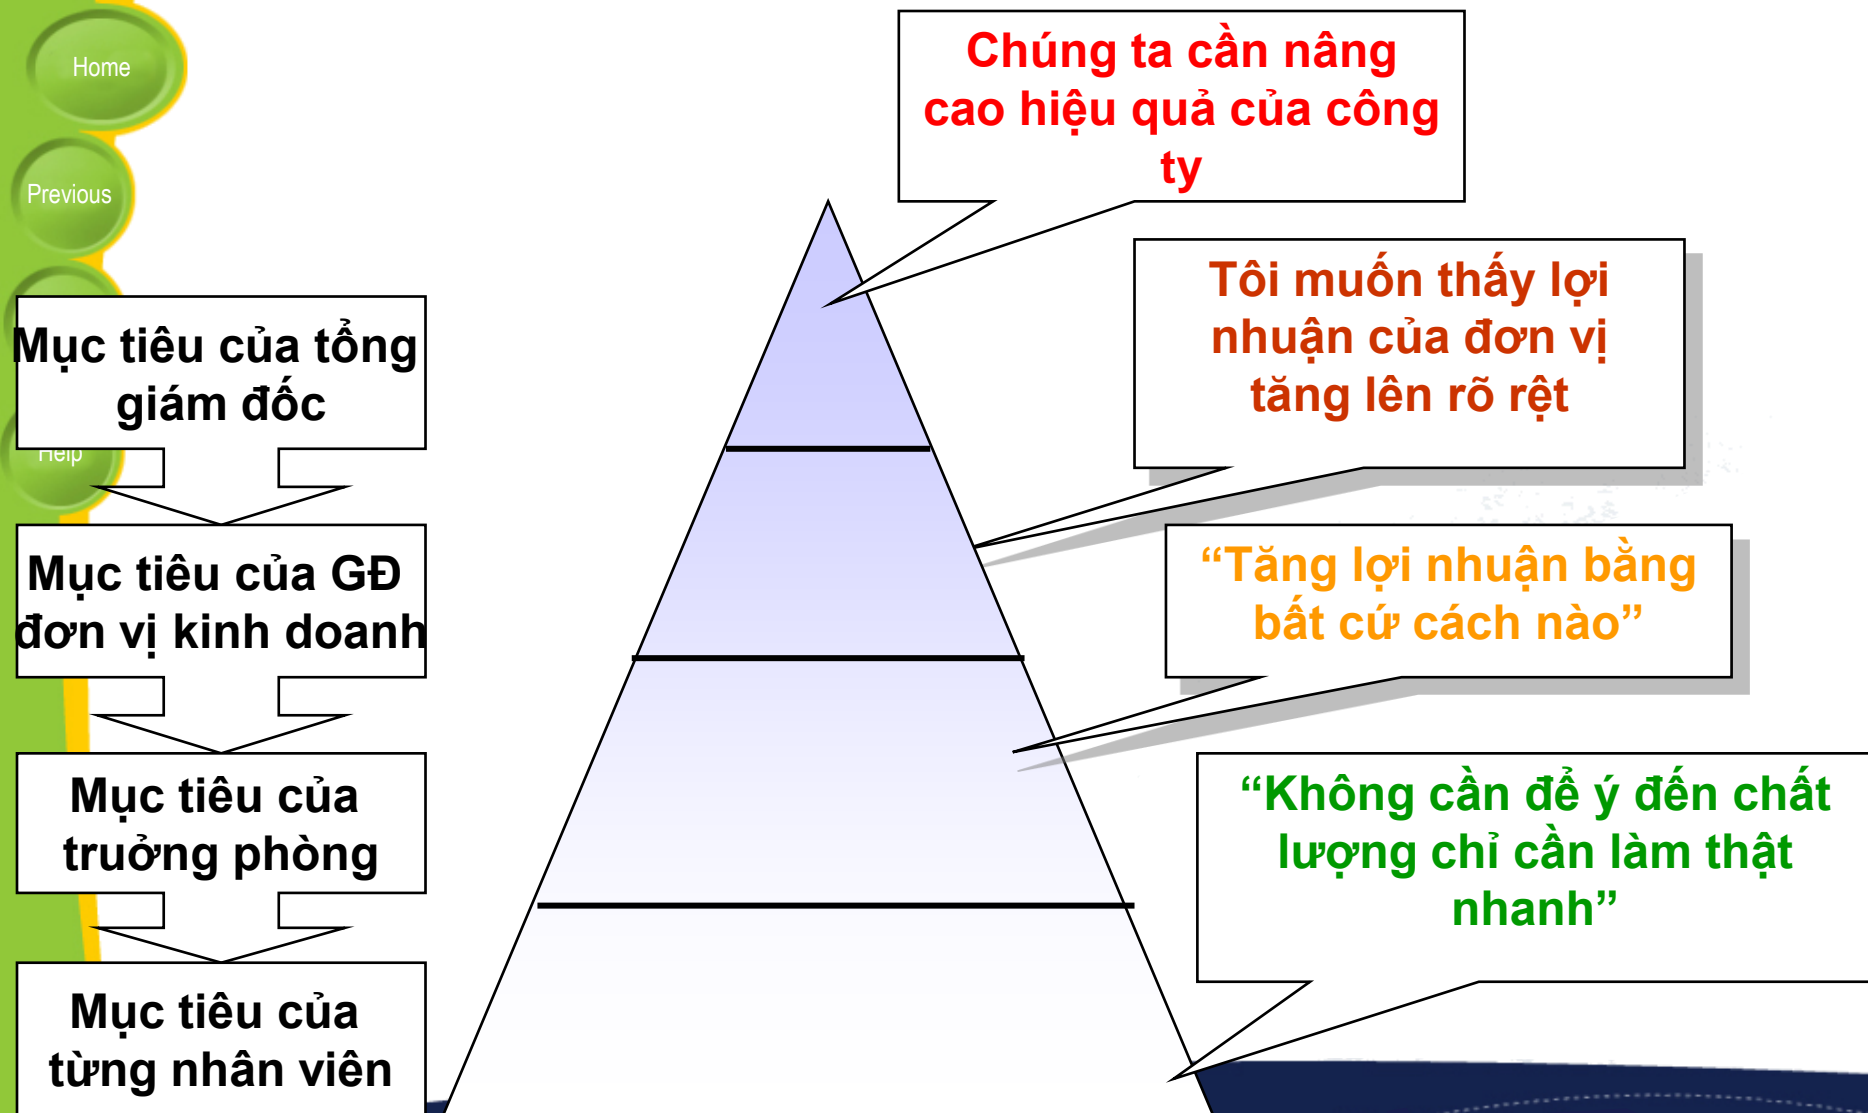 Home
Previous
Help
Chúng ta cần nâng
cao hiệu quả của công
ty
Tôi muốn thấy lợi
nhuận của đơn vị
tăng lên rõ rệt
“Tăng lợi nhuận bằng
bất cứ cách nào”
“Không cần để ý đến chất
lượng chỉ cần làm thật
nhanh”
Mục tiêu của tổng
giám đốc
Mục tiêu của GĐ
đơn vị kinh doanh
Mục tiêu của
truởng phòng
Mục tiêu của
từng nhân viên